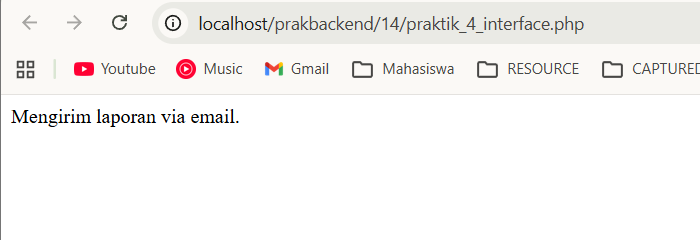 localhost/prakbackend/14/praktik_4_interface.php
Youtube Music Gmail Mahasiswa RESOURCE CAPTURED
Mengirim laporan via email.